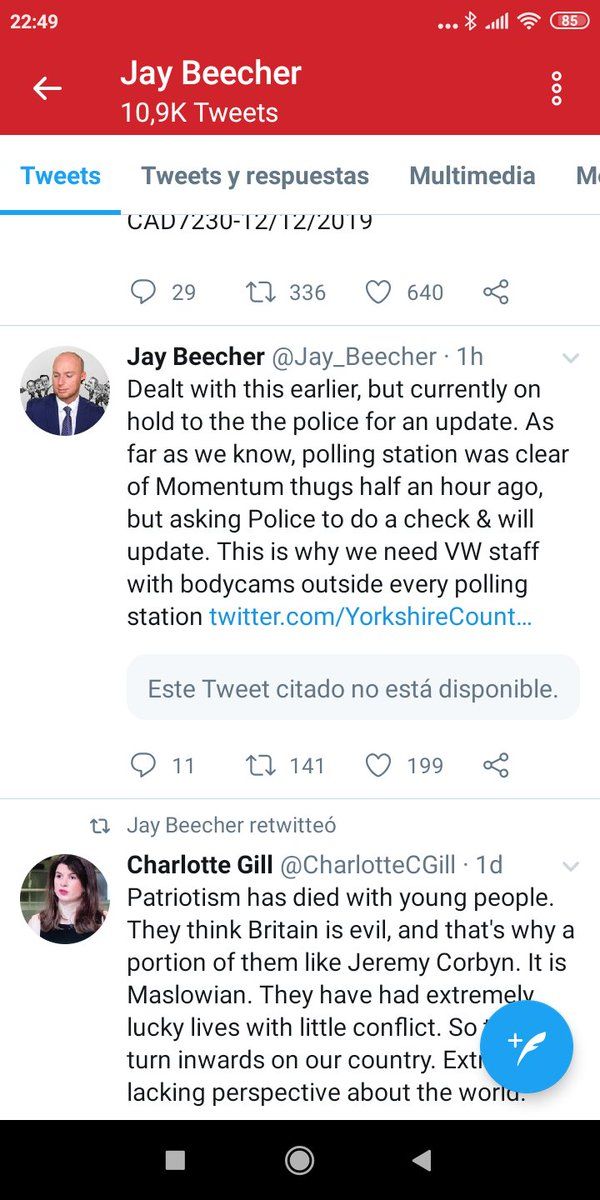 22:49
85
Jay Beecher
10,9K Tweets
Tweets
Tweets y respuestas
Multimedia
CAD7230-12/12/2019
29
336
640
Jay Beecher @Jay_Beecher · 1h
Dealt with this earlier, but currently on
hold to the the police for an update. As
far as we know, polling station was clear
of Momentum thugs half an hour ago,
but asking Police to do a check & will
update. This is why we need VW staff
with bodycams outside every polling
station twitter.com/YorkshireCount...
Este Tweet citado no está disponible.
11
141
199
Jay Beecher retwitteó
Charlotte Gill @CharlotteCGill · 1d
Patriotism has died with young people.
They think Britain is evil, and that's why a
portion of them like Jeremy Corbyn. It is
Maslowian. They have had extremely
lucky lives with little conflict. So
turn inwards on our country.
lacking perspective about the world.